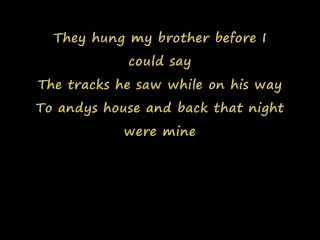 They hung my brother before I
could say
The tracks he saw while on his way
To andys house and back that night
were mine